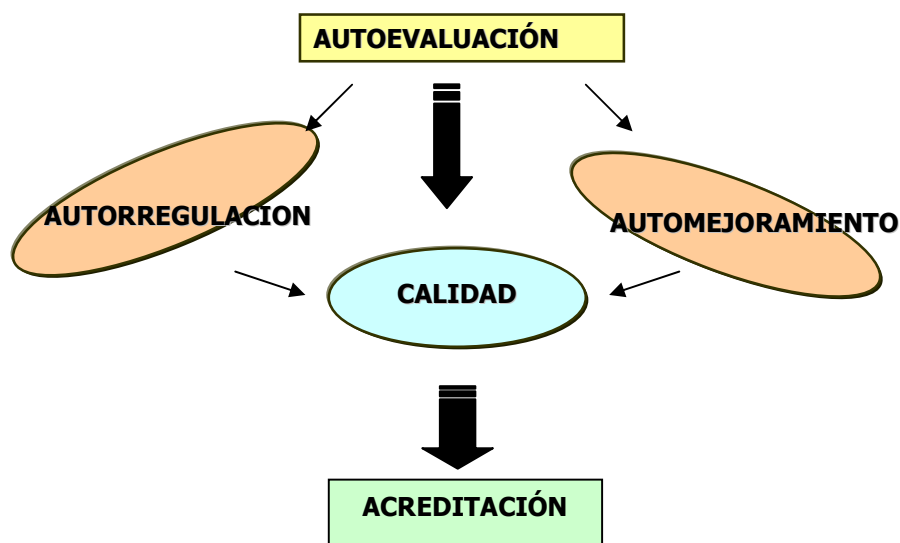 AUTOEVALUACIÓN
AUTORREGULACION
AUTOMEJORAMIENTO
CALIDAD
ACREDITACIÓN